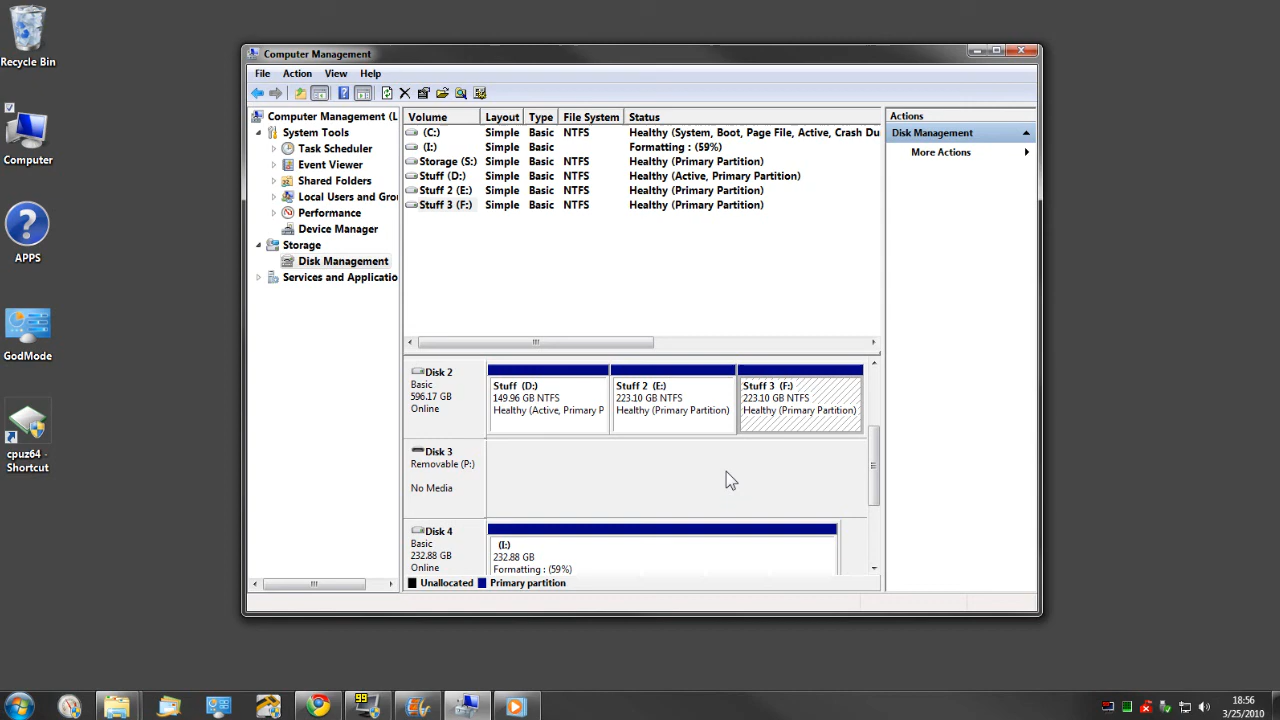 Recycle Bin
Computer
APPS
GodMode
cpuz64 -
Shortcut
Computer Management
File Action View Help
Computer Management (L
System Tools
Task Scheduler
Event Viewer
Shared Folders
Local Users and Gro
Performance
Device Manager
Storage
Disk Management
Services and Applicatio
Volume Layout Type File System Status
(C:) Simple Basic NTFS Healthy (System, Boot, Page File, Active, Crash Du
(I:) Simple Basic Formatting : (59%)
Storage (S:) Simple Basic NTFS Healthy (Primary Partition)
Stuff (D:) Simple Basic NTFS Healthy (Active, Primary Partition)
Stuff 2 (E:) Simple Basic NTFS Healthy (Primary Partition)
Stuff 3 (F:) Simple Basic NTFS Healthy (Primary Partition)
Disk 2
Basic
596.17 GB
Online
Stuff (D:)
149.96 GB NTFS
Healthy (Active, Primary P
Stuff 2 (E:)
223.10 GB NTFS
Healthy (Primary Partition)
Stuff 3 (F:)
223.10 GB NTFS
Healthy (Primary Partition)
Disk 3
Removable (P:)
No Media
Disk 4
Basic
232.88 GB
Online
(I:)
232.88 GB
Formatting : (59%)
Unallocated Primary partition
Actions
Disk Management
More Actions
99
18:56
3/25/2010